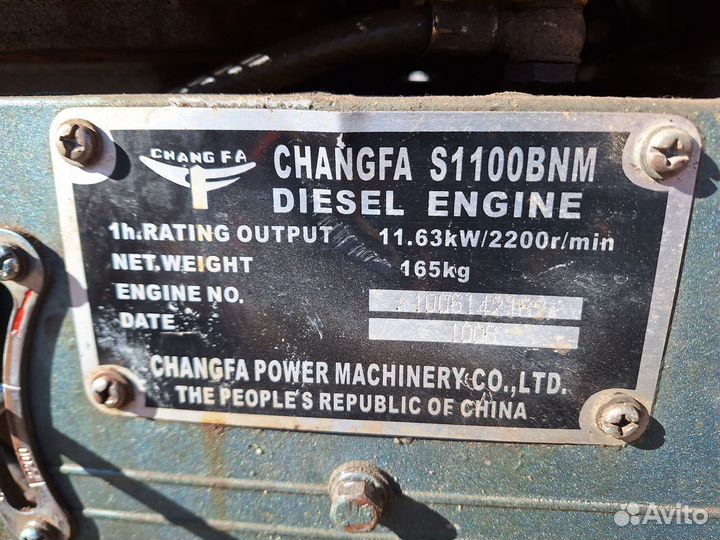 CHANG FA
CHANGFA S1100BNM
DIESEL ENGINE
1h.RATING OUTPUT 11.63kW/2200r/min
NET.WEIGHT 165kg
ENGINE NO.
DATE 1006
CHANGFA POWER MACHINERY CO.,LTD.
THE PEOPLE'S REPUBLIC OF CHINA
Avito